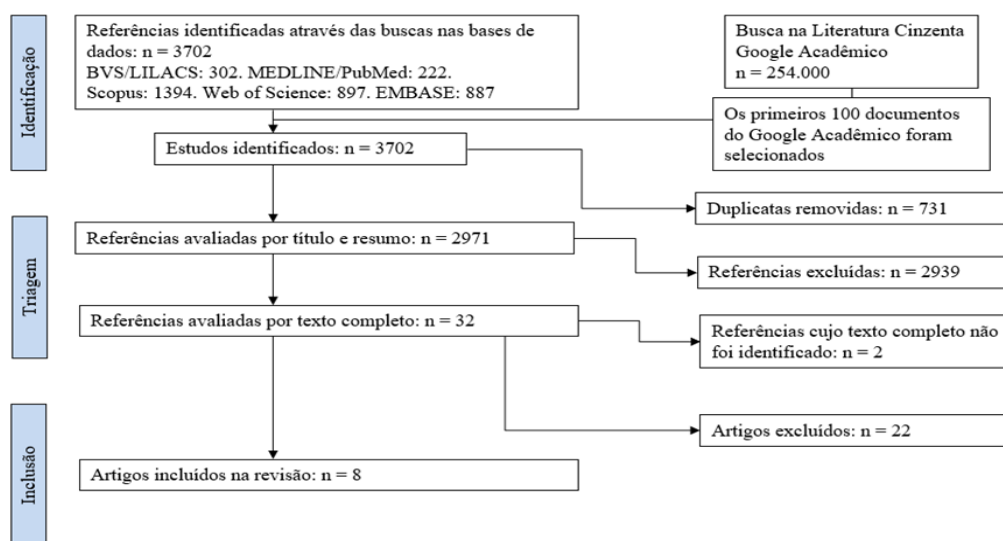 Identificação
Referências identificadas através das buscas nas bases de
dados: n = 3702
BVS/LILACS: 302. MEDLINE/PubMed: 222.
Scopus: 1394. Web of Science: 897. EMBASE: 887
Busca na Literatura Cinzenta
Google Acadêmico
n = 254.000
Os primeiros 100 documentos
do Google Acadêmico foram
selecionados
Estudos identificados: n = 3702
Duplicatas removidas: n = 731
Triagem
Referências avaliadas por título e resumo: n = 2971
Referências excluídas: n = 2939
Referências avaliadas por texto completo: n = 32
Referências cujo texto completo não
foi identificado: n = 2
Artigos excluídos: n = 22
Inclusão
Artigos incluídos na revisão: n = 8